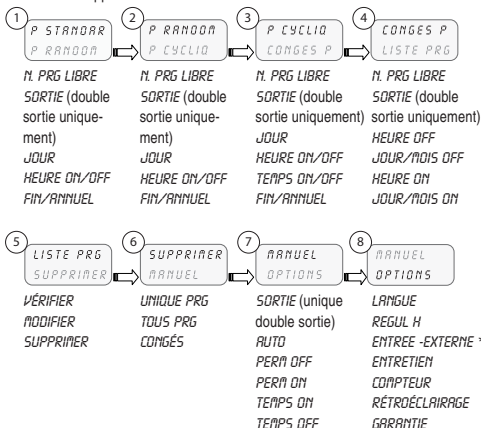 1 2 3 4
P STANDAR P RANDOM P CYCLIQ CONGES P
P RANDOM P CYCLIQ CONGES P LISTE PRG
N. PRG LIBRE
SORTIE (double
sortie unique-
ment)
JOUR
HEURE ON/OFF
FIN/ANNUEL
N. PRG LIBRE
SORTIE (double
sortie unique-
ment)
JOUR
HEURE ON/OFF
FIN/ANNUEL
N. PRG LIBRE
SORTIE (double
sortie uniquement)
JOUR
HEURE ON/OFF
TEMPS ON/OFF
FIN/ANNUEL
N. PRG LIBRE
SORTIE (double
sortie uniquement)
HEURE OFF
JOUR/MOIS OFF
HEURE ON
JOUR/MOIS ON
5 6 7 8
LISTE PRG SUPPRIMER MANUEL MANUEL
SUPPRIMER MANUEL OPTIONS OPTIONS
VÉRIFIER
MODIFIER
SUPPRIMER
UNIQUE PRG
TOUS PRG
CONGÉS
SORTIE (unique
double sortie)
AUTO
PERM OFF
PERM ON
TEMPS ON
TEMPS OFF
LANGUE
REGUL H
ENTREE -EXTERNE *
ENTRETIEN
COMPTEUR
RÉTROÉCLAIRAGE
GARANTIE